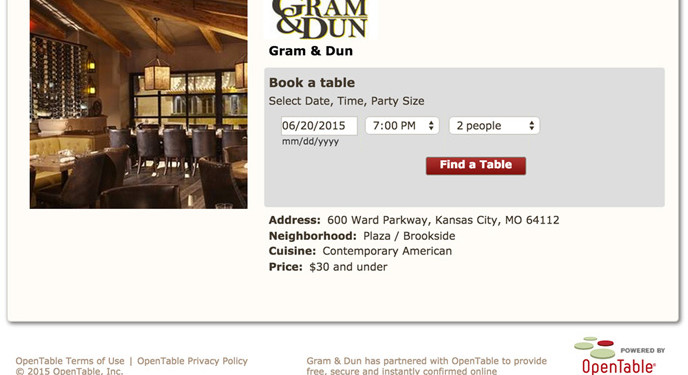 GRAM
&DUN
Gram & Dun
Book a table
Select Date, Time, Party Size
06/20/2015 7:00 PM 2 people
mm/dd/yyyy
Find a Table
Address: 600 Ward Parkway, Kansas City, MO 64112
Neighborhood: Plaza / Brookside
Cuisine: Contemporary American
Price: $30 and under
OpenTable Terms of Use | OpenTable Privacy Policy
© 2015 OpenTable, Inc.
Gram & Dun has partnered with OpenTable to provide
free, secure and instantly confirmed online
POWERED BY
OpenTable®